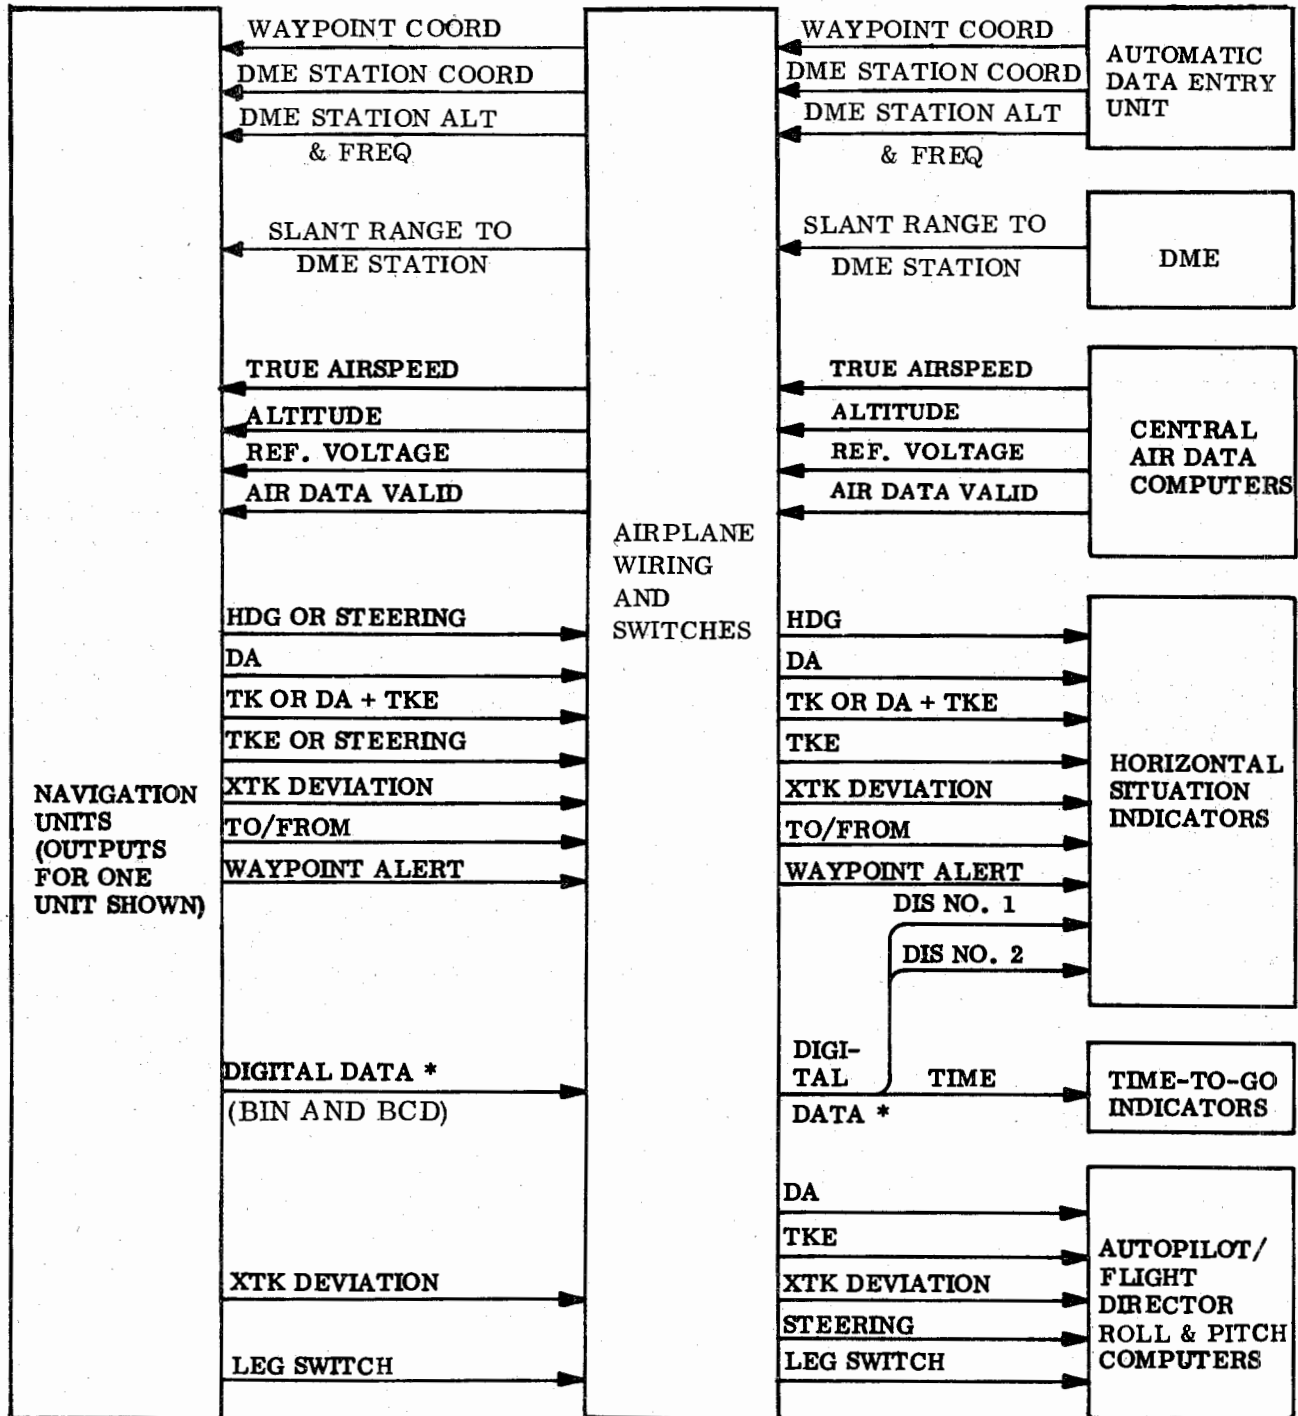 WAYPOINT COORD
DME STATION COORD
DME STATION ALT
& FREQ
SLANT RANGE TO
DME STATION
TRUE AIRSPEED
ALTITUDE
REF. VOLTAGE
AIR DATA VALID
HDG OR STEERING
DA
TK OR DA + TKE
TKE OR STEERING
XTK DEVIATION
TO/FROM
WAYPOINT ALERT
NAVIGATION
UNITS
(OUTPUTS
FOR ONE
UNIT SHOWN)
DIGITAL DATA *
(BIN AND BCD)
XTK DEVIATION
LEG SWITCH
AIRPLANE
WIRING
AND
SWITCHES
WAYPOINT COORD
DME STATION COORD
DME STATION ALT
& FREQ
AUTOMATIC
DATA ENTRY
UNIT
SLANT RANGE TO
DME STATION
DME
TRUE AIRSPEED
ALTITUDE
REF. VOLTAGE
AIR DATA VALID
CENTRAL
AIR DATA
COMPUTERS
HDG
DA
TK OR DA + TKE
TKE
XTK DEVIATION
TO/FROM
WAYPOINT ALERT
DIS NO. 1
DIS NO. 2
HORIZONTAL
SITUATION
INDICATORS
DIGI-
TAL
DATA *
TIME
TIME-TO-GO
INDICATORS
DA
TKE
XTK DEVIATION
STEERING
LEG SWITCH
AUTOPILOT/
FLIGHT
DIRECTOR
ROLL & PITCH
COMPUTERS